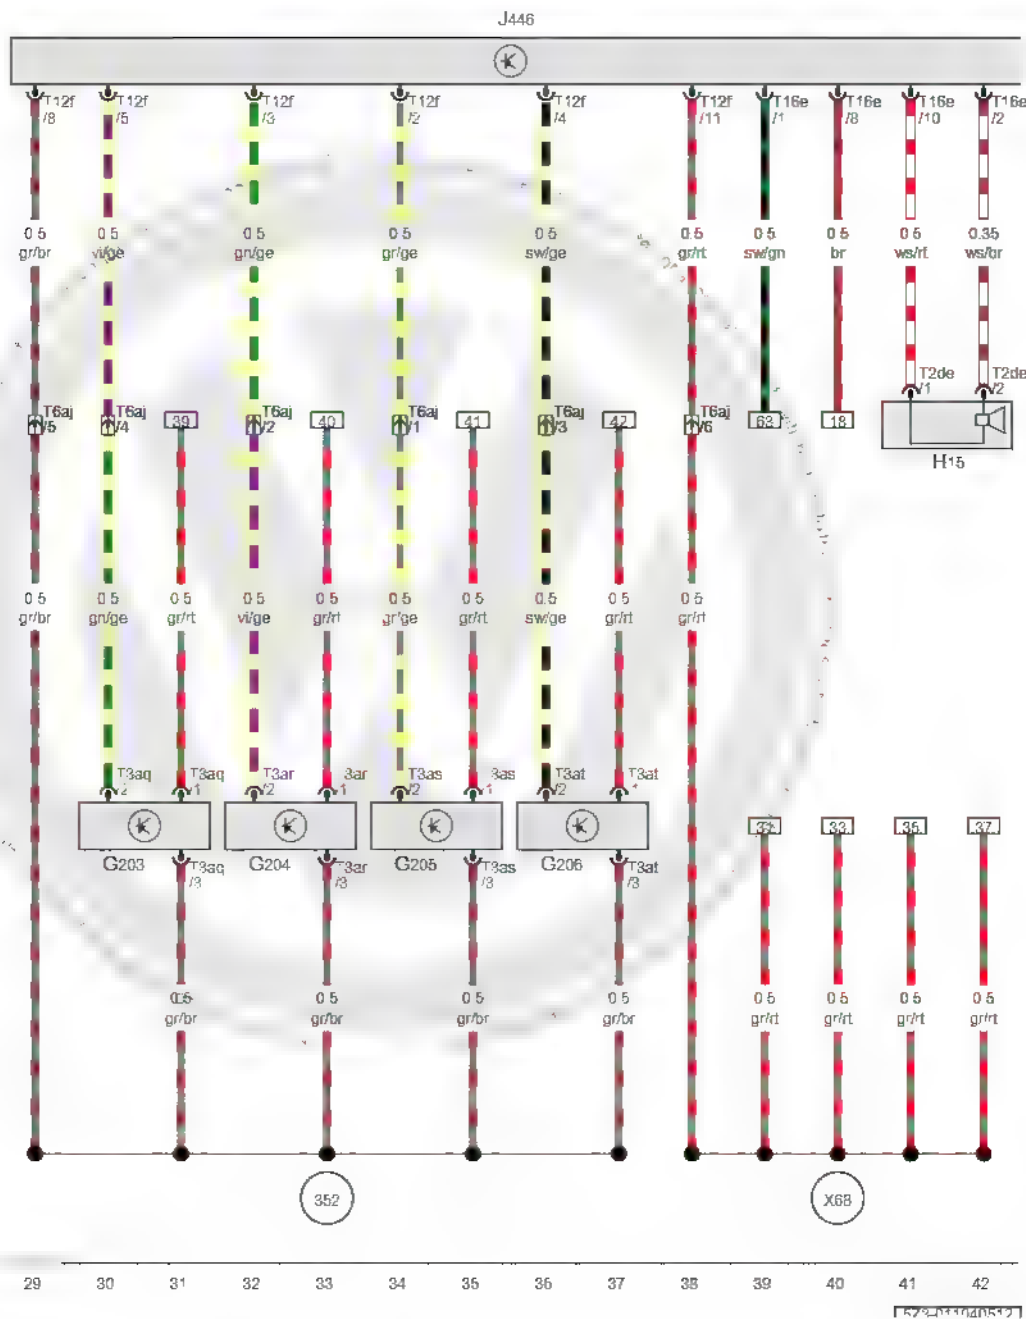 J446
T12f T12f T12f T12f T12f T12f T16e T16e T16e T16e
/8 /5 /3 /2 /4 /11 /1 /8 /10 /2
0.5 0.5 0.5 0.5 0.5 0.5 0.5 0.5 0.5 0.35
gr/br vi/ge gn/ge gr/ge sw/ge gr/rt sw/gn br ws/rt ws/br
T2de T2de
/1 /2
T6aj T6aj 39 T6aj 40 T6aj 41 T6aj 42 T6aj 63 18
/5 /4 /2 /1 /3 /6
H15
0.5 0.5 0.5 0.5 0.5 0.5 0.5 0.5 0.5 0.5
gr/br gn/ge gr/rt vi/ge gr/rt gr/ge gr/rt sw/ge gr/rt gr/rt
T3aq T3aq T3ar 3ar T3as 3as T3at T3at
/2 /1 /2 1 /2 1 /2 1
33 35 37
G203 G204 G205 G206
T3aq T3ar T3as T3at
/3 /3 /3 /3
0.5 0.5 0.5 0.5 0.5 0.5 0.5 0.5
gr/br gr/br gr/br gr/br gr/rt gr/rt gr/rt gr/rt
352 X68
29 30 31 32 33 34 35 36 37 38 39 40 41 42
573-011040512